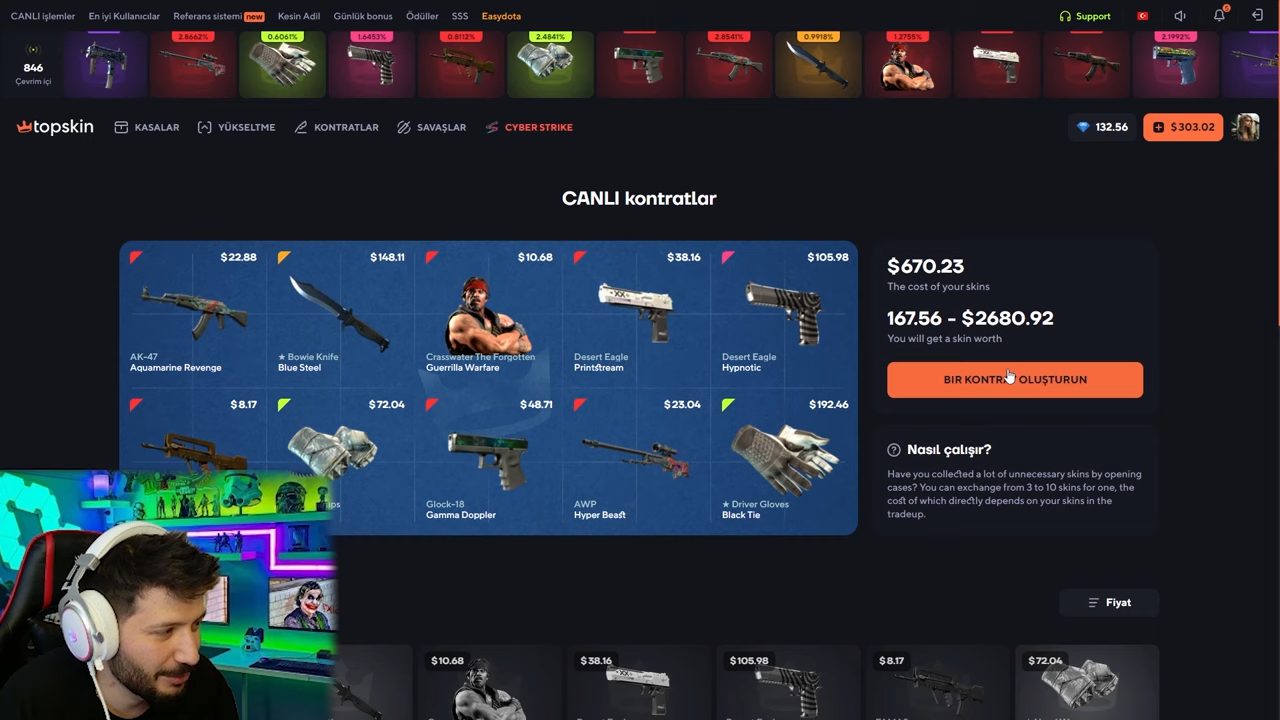 CANLI işlemler En iyi Kullanıcılar Referans sistemi new Kesin Adil Günlük bonus Ödüller SSS Easydota Support 5
2.8662% 0.6061% 1.6453% 0.8112% 2.4841% 2.8541% 0.9918% 1.2755% 2.1992%
846
Çevrim içi
topskin KASALAR YÜKSELTME KONTRATLAR SAVAŞLAR CYBER STRIKE 132.56 $303.02
CANLI kontratlar
$22.88 $148.11 $10.68 $38.16 $105.98
AK-47 ★ Bowie Knife Crasswater The Forgotten Desert Eagle Desert Eagle
Aquamarine Revenge Blue Steel Guerrilla Warfare Printstream Hypnotic
$8.17 $72.04 $48.71 $23.04 $192.46
Glock-18 AWP ★ Driver Gloves
Gamma Doppler Hyper Beast Black Tie
$670.23
The cost of your skins
167.56 - $2680.92
You will get a skin worth
BIR KONTRAT OLUŞTURUN
Nasıl çalışır?
Have you collected a lot of unnecessary skins by opening
cases? You can exchange from 3 to 10 skins for one, the
cost of which directly depends on your skins in the
tradeup.
Fiyat
$10.68 $38.16 $105.98 $8.17 $72.04